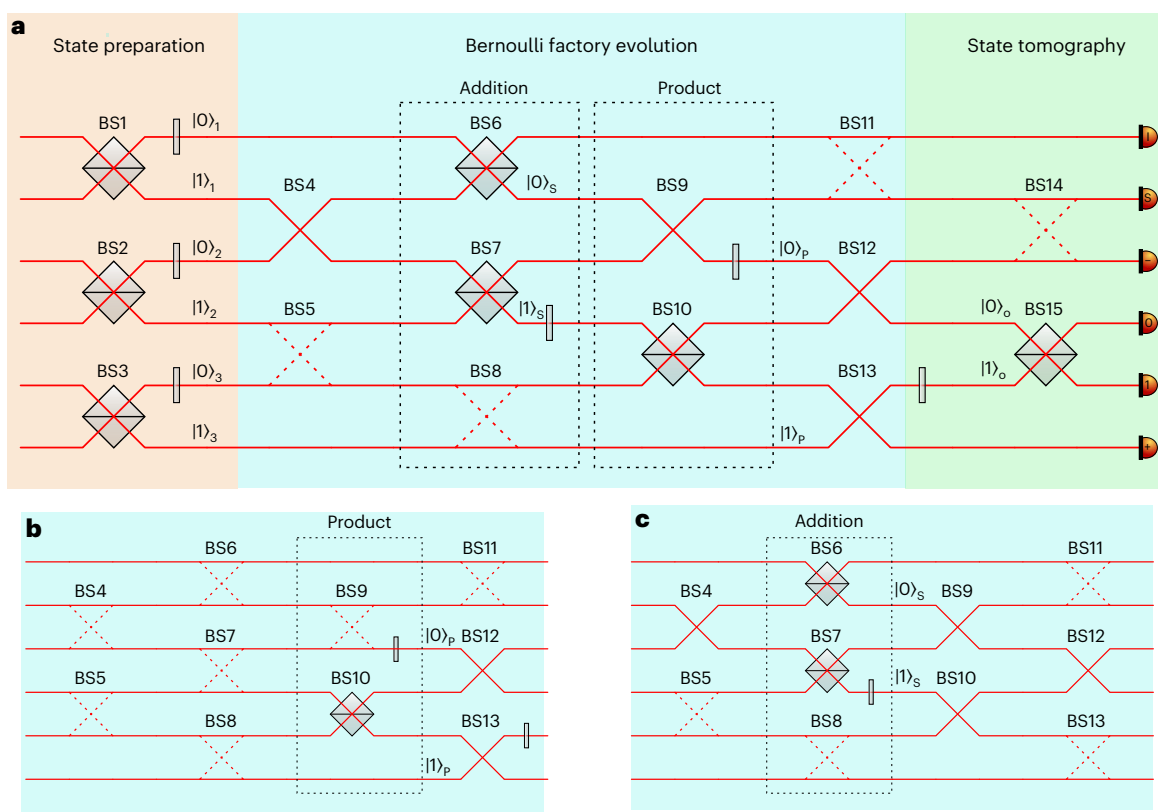 a
State preparation Bernoulli factory evolution State tomography
Addition Product
BS1 |0⟩₁ BS6 BS11
|1⟩₁ BS4 |0⟩S BS9 BS14
BS2 |0⟩₂ BS7 |0⟩P BS12
|1⟩₂ BS5 |1⟩S BS10 |0⟩o BS15
BS3 |0⟩₃ BS8 BS13 |1⟩o
|1⟩₃ |1⟩P
I
S
–
0
1
+
b
Product
BS6 BS11
BS4 BS9
BS7 |0⟩P BS12
BS5 BS10
BS8 BS13
|1⟩P
c
Addition
BS6 BS11
BS4 |0⟩S BS9
BS7 BS12
BS5 |1⟩S BS10
BS8 BS13